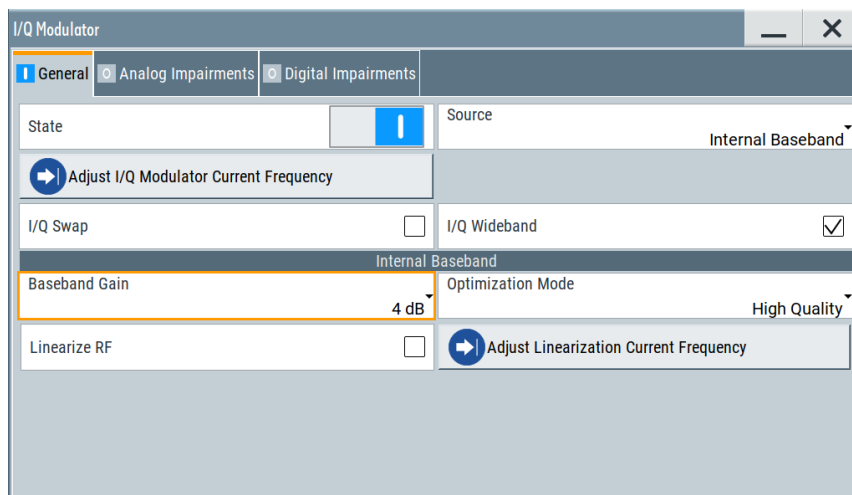 I/Q Modulator
General
Analog Impairments
Digital Impairments
State
Source
Internal Baseband
Adjust I/Q Modulator Current Frequency
I/Q Swap
I/Q Wideband
Internal Baseband
Baseband Gain
4 dB
Optimization Mode
High Quality
Linearize RF
Adjust Linearization Current Frequency